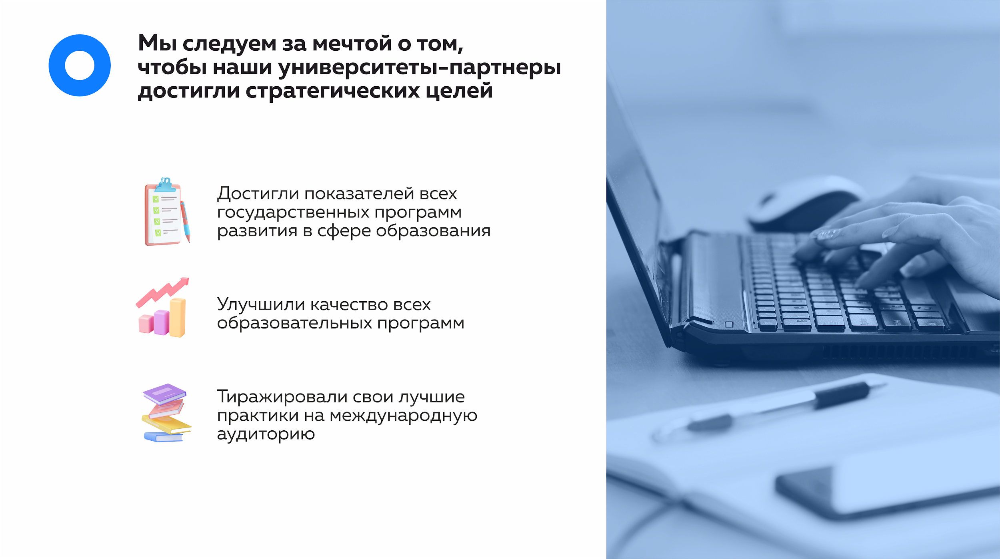 Мы следуем за мечтой о том,
чтобы наши университеты-партнеры
достигли стратегических целей
Достигли показателей всех
государственных программ
развития в сфере образования
Улучшили качество всех
образовательных программ
Тиражировали свои лучшие
практики на международную
аудиторию